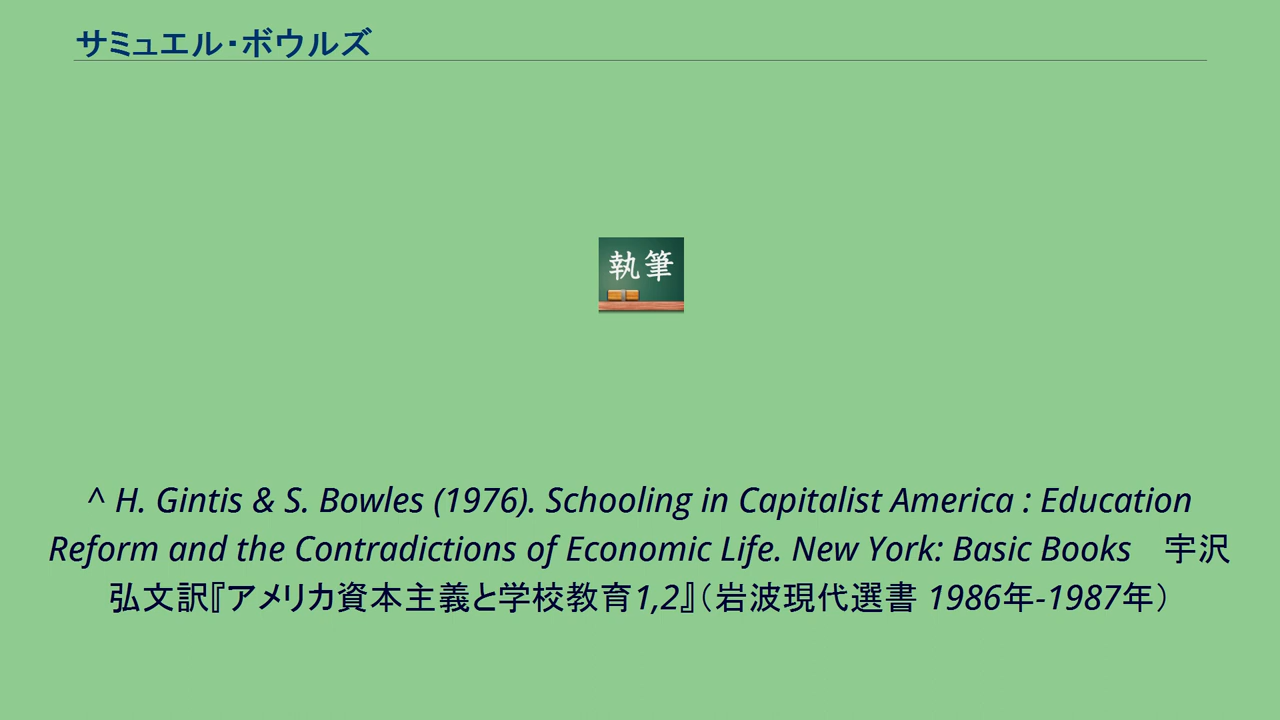 サミュエル・ボウルズ
執筆
^ H. Gintis & S. Bowles (1976). Schooling in Capitalist America : Education
Reform and the Contradictions of Economic Life. New York: Basic Books　宇沢
弘文訳『アメリカ資本主義と学校教育1,2』（岩波現代選書 1986年-1987年）